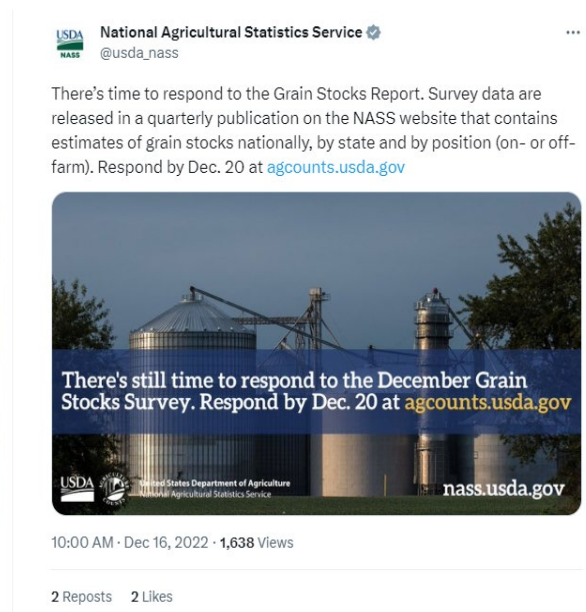 National Agricultural Statistics Service
@usda_nass
There’s time to respond to the Grain Stocks Report. Survey data are
released in a quarterly publication on the NASS website that contains
estimates of grain stocks nationally, by state and by position (on- or off-
farm). Respond by Dec. 20 at agcounts.usda.gov
There's still time to respond to the December Grain
Stocks Survey. Respond by Dec. 20 at agcounts.usda.gov
USDA
United States Department of Agriculture
National Agricultural Statistics Service
nass.usda.gov
10:00 AM · Dec 16, 2022 · 1,638 Views
2 Reposts 2 Likes
USDA
NASS